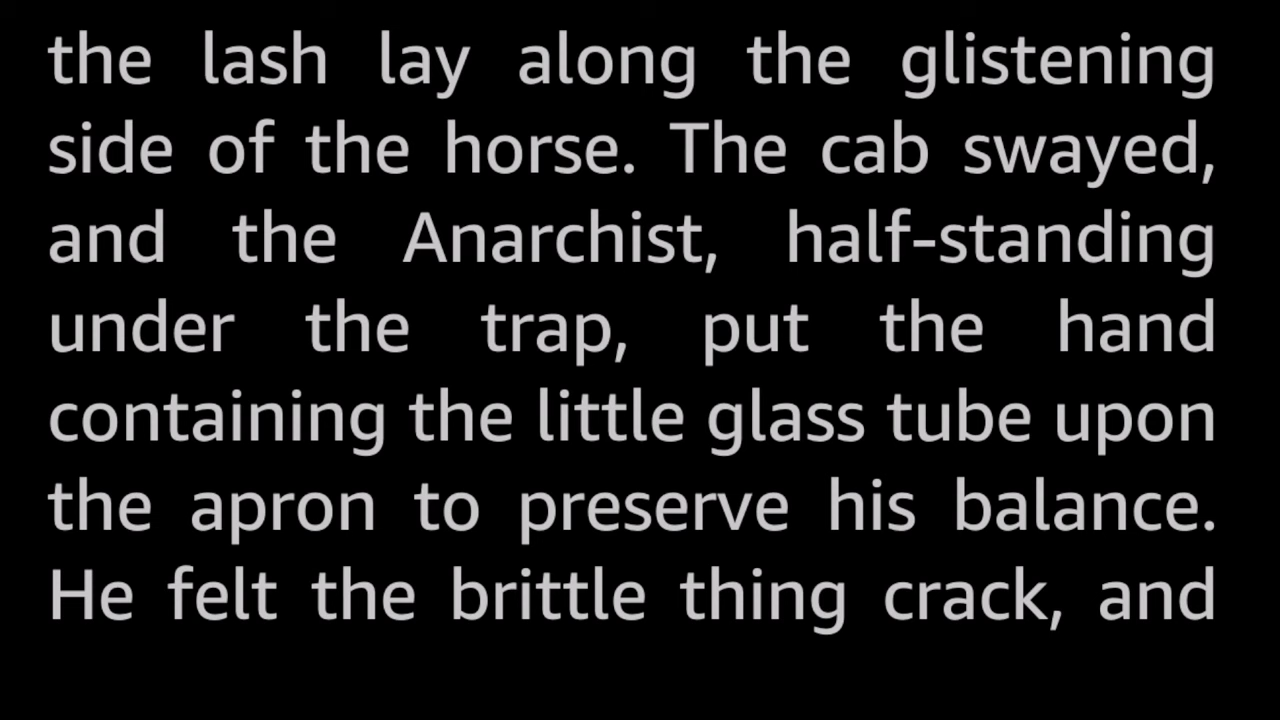 the lash lay along the glistening
side of the horse. The cab swayed,
and the Anarchist, half-standing
under the trap, put the hand
containing the little glass tube upon
the apron to preserve his balance.
He felt the brittle thing crack, and